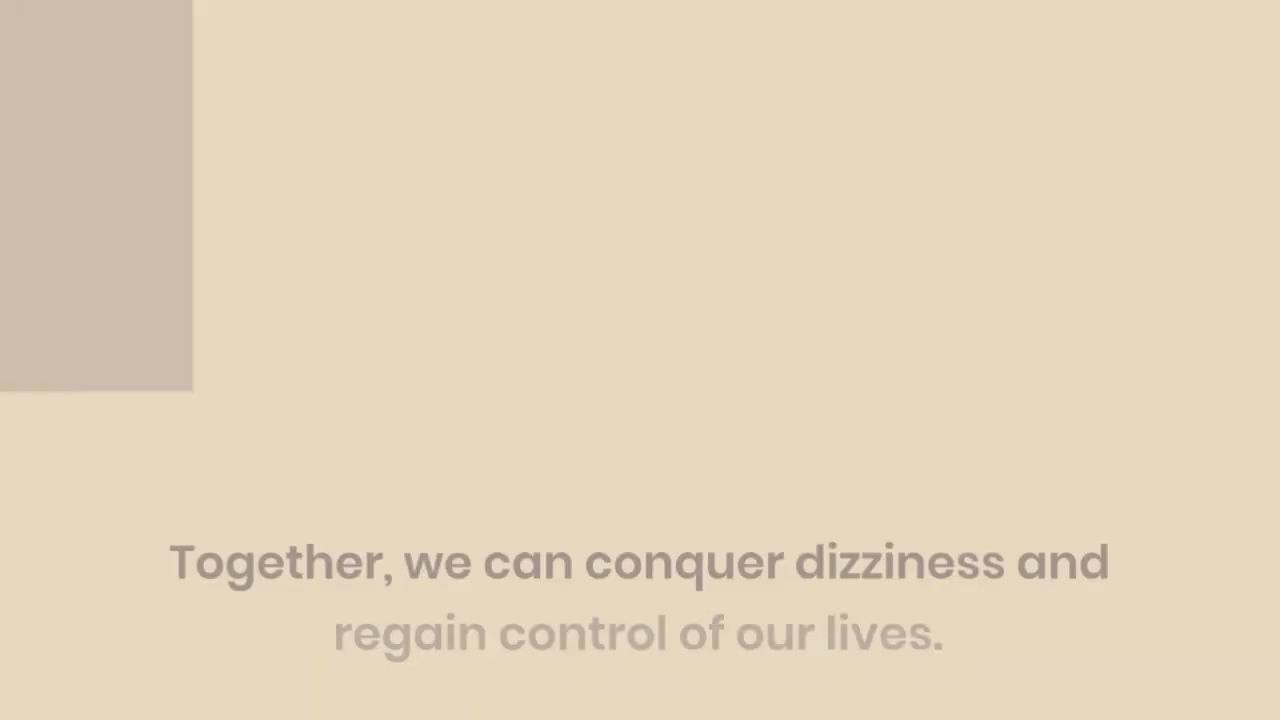 Together, we can conquer dizziness and
regain control of our lives.